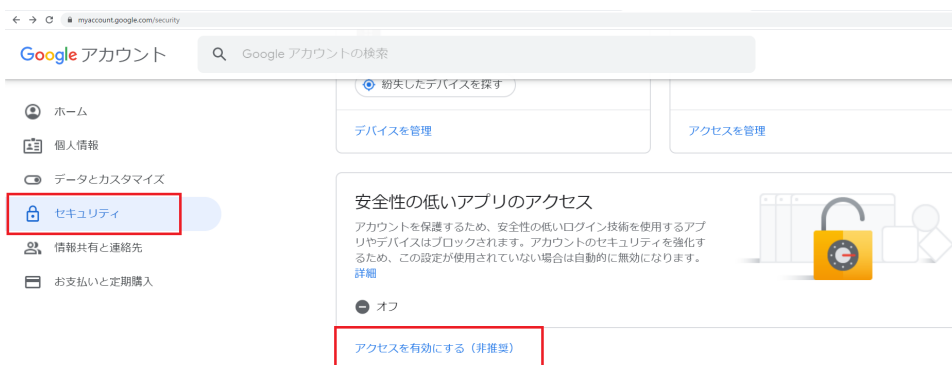 myaccount.google.com/security
Google アカウント
Google アカウントの検索
紛失したデバイスを探す
デバイスを管理
アクセスを管理
ホーム
個人情報
データとカスタマイズ
セキュリティ
情報共有と連絡先
お支払いと定期購入
安全性の低いアプリのアクセス
アカウントを保護するため、安全性の低いログイン技術を使用するアプ
リやデバイスはブロックされます。アカウントのセキュリティを強化す
るため、この設定が使用されていない場合は自動的に無効になります。
詳細
オフ
アクセスを有効にする（非推奨）